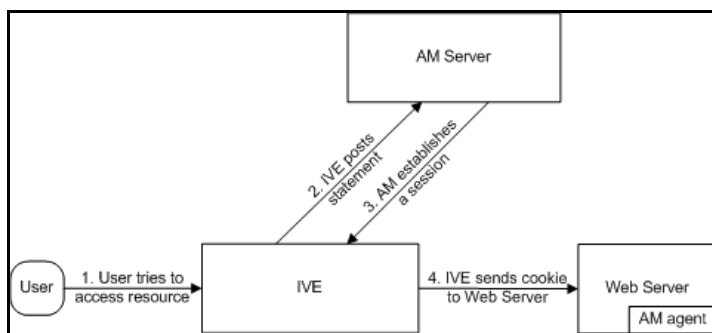 AM Server
2. IVE posts
statement
3. AM establishes
a session
User
1. User tries to
access resource
IVE
4. IVE sends cookie
to Web Server
Web Server
AM agent